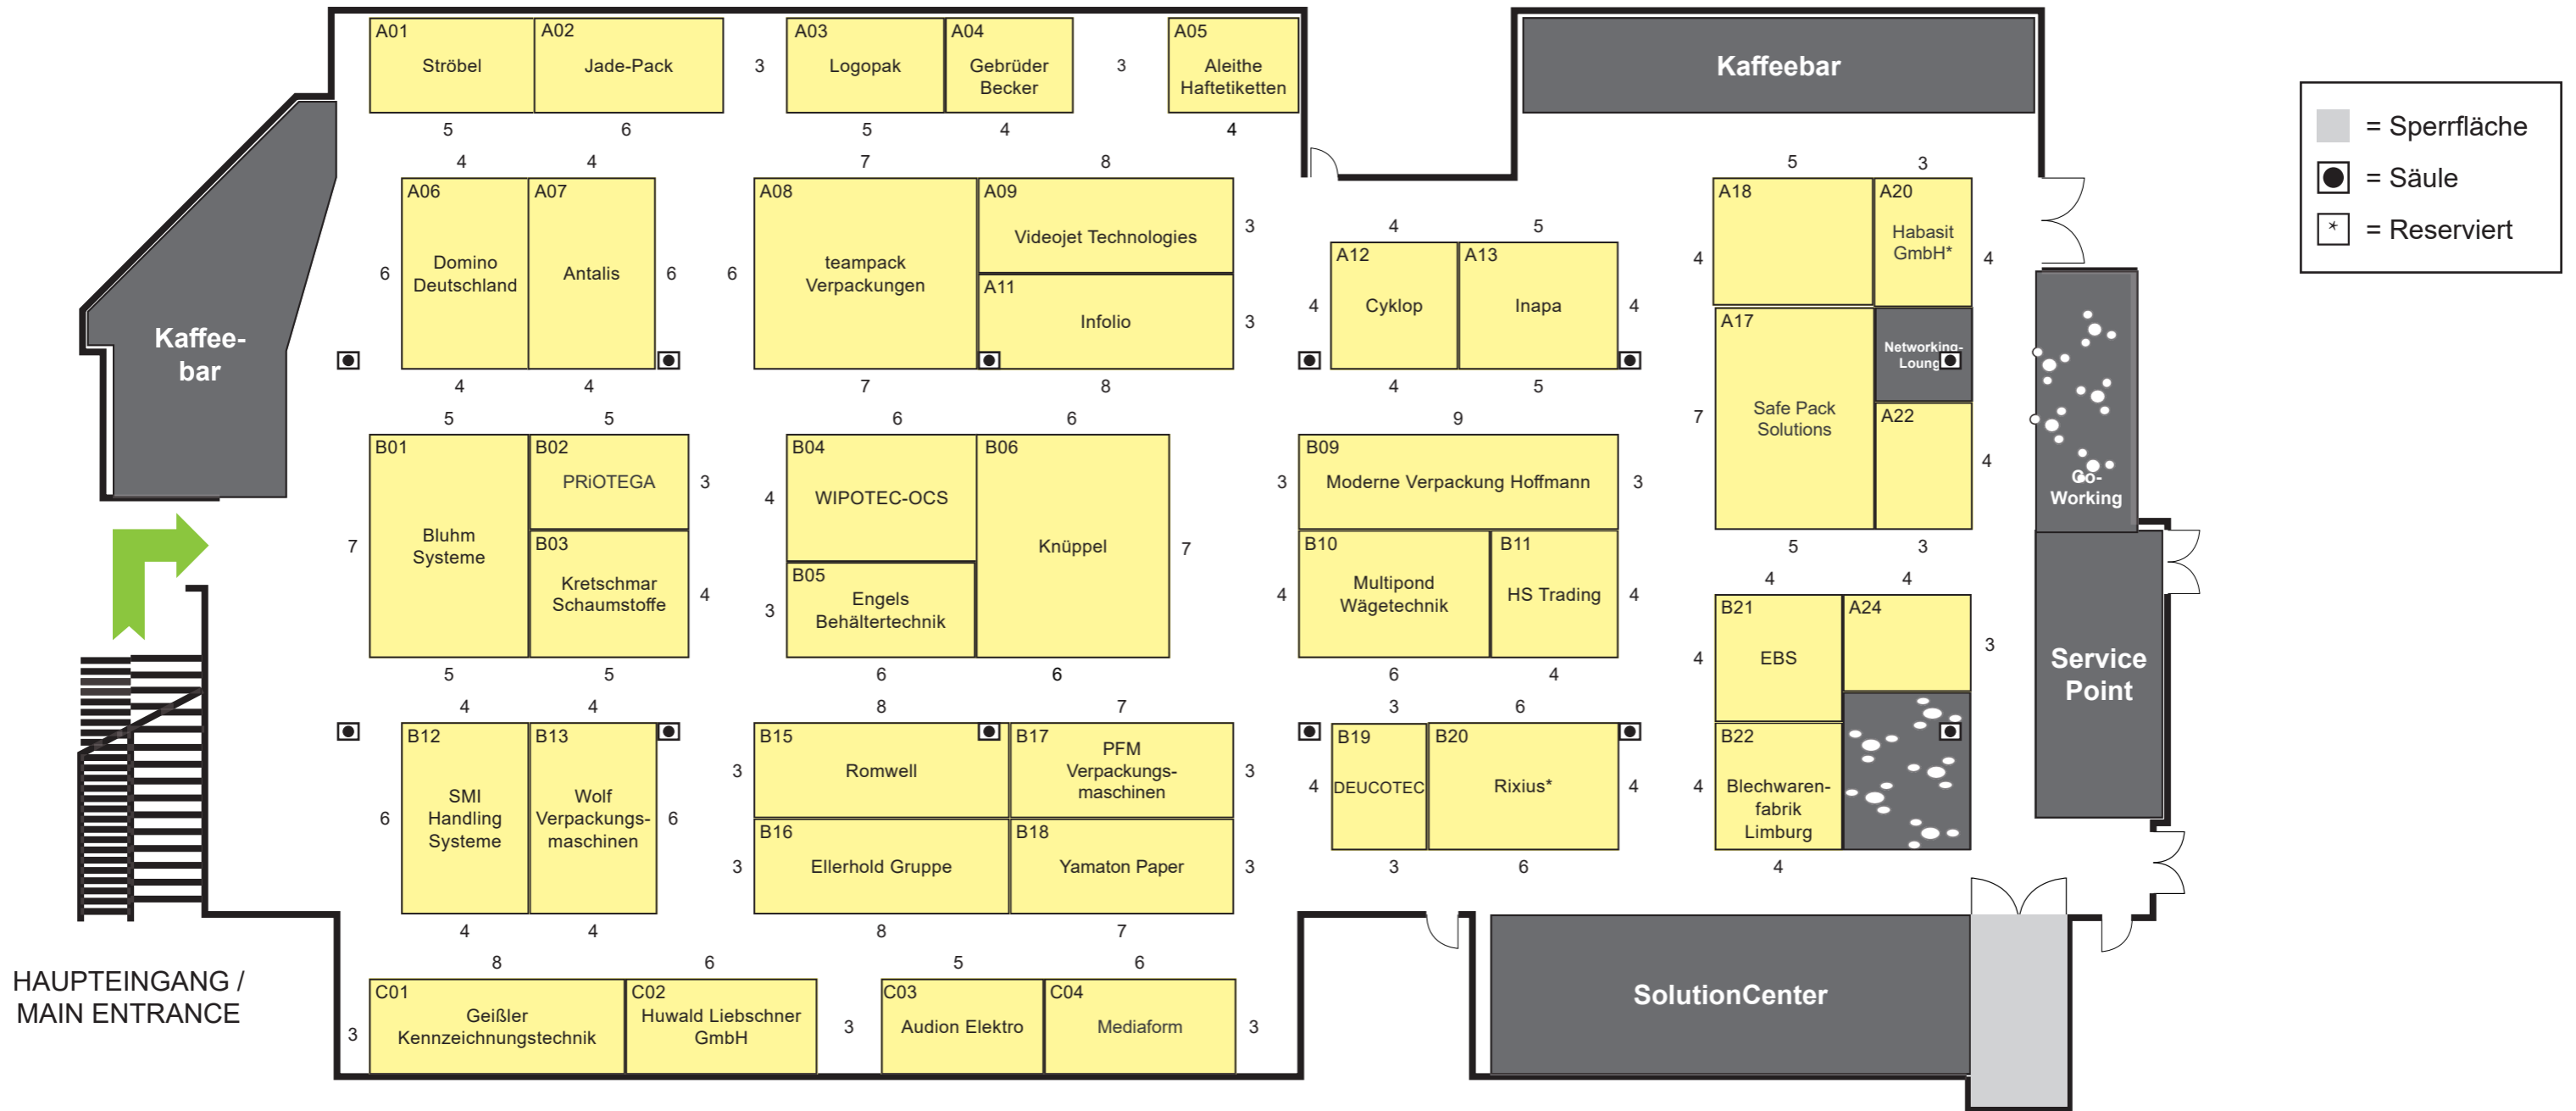 A01
Ströbel
A02
Jade-Pack
3
A03
Logopak
A04
Gebrüder
Becker
3
A05
Aleithe
Haftetiketten
Kaffeebar
5
6
5
4
4
= Sperrfläche
= Säule
* = Reserviert
4
4
7
8
5
3
A06
Domino
Deutschland
A07
Antalis
6
6
6
A08
teampack
Verpackungen
A09
Videojet Technologies
3
A11
Infolio
3
4
5
A12
Cyklop
A13
Inapa
4
4
A18
4
A20
Habasit
GmbH*
4
Kaffee-
bar
A17
Safe Pack
Solutions
7
Networking-
Loung
A22
4
4
4
7
8
4
5
5
5
6
6
9
B01
Bluhm
Systeme
7
B02
PRiOTEGA
3
B03
Kretschmar
Schaumstoffe
4
B04
WIPOTEC-OCS
4
B05
Engels
Behältertechnik
3
B06
Knüppel
7
B09
Moderne Verpackung Hoffmann
3
3
B10
Multipond
Wägetechnik
4
B11
HS Trading
4
Co-
Working
5
3
4
4
B21
EBS
4
A24
3
Service
Point
5
5
6
6
6
4
4
4
8
7
3
6
B12
SMI
Handling
Systeme
6
B13
Wolf
Verpackungs-
maschinen
6
B15
Romwell
3
B17
PFM
Verpackungs-
maschinen
3
B16
Ellerhold Gruppe
3
B18
Yamaton Paper
3
B19
DEUCOTEC
4
B20
Rixius*
4
B22
Blechwaren-
fabrik
Limburg
4
3
6
4
4
4
8
7
8
6
5
6
HAUPTEINGANG /
MAIN ENTRANCE
C01
Geißler
Kennzeichnungstechnik
3
C02
Huwald Liebschner
GmbH
3
C03
Audion Elektro
C04
Mediaform
3
SolutionCenter